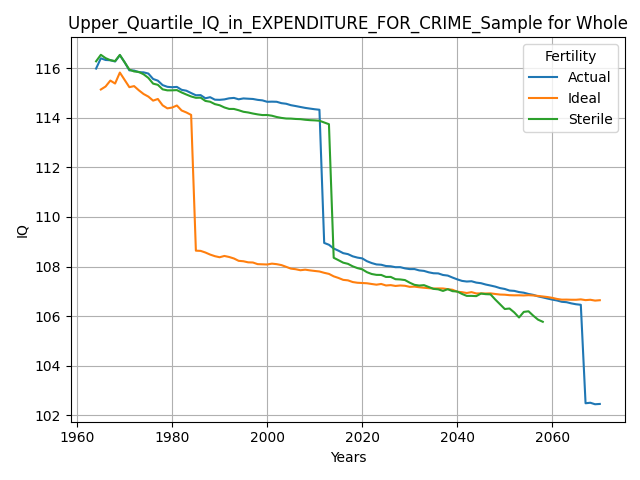 Upper_Quartile_IQ_in_EXPENDITURE_FOR_CRIME_Sample for Whole
Fertility
Actual
Ideal
Sterile
116
114
112
110
108
106
104
102
IQ
1960
1980
2000
2020
2040
2060
Years